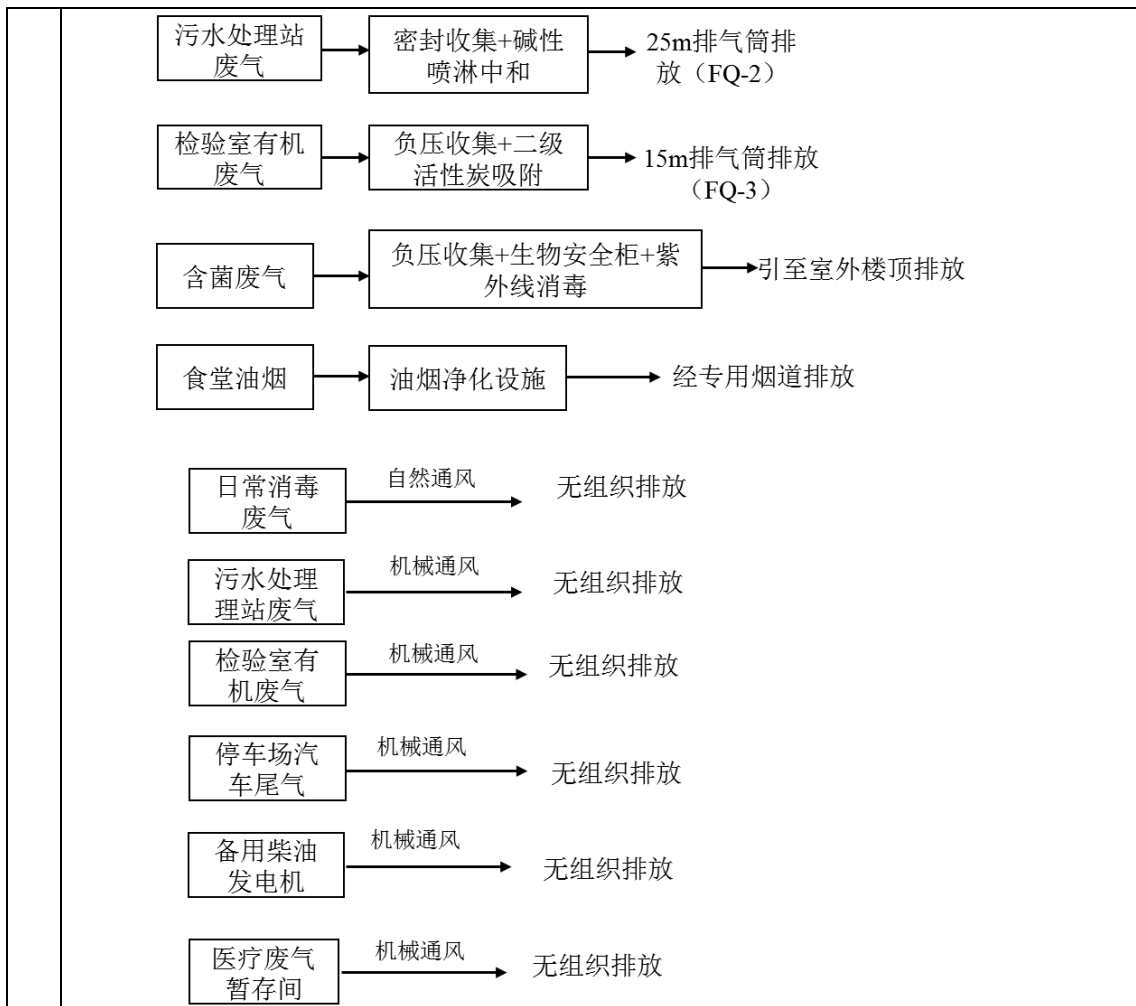 污水处理站
废气
密封收集+碱性
喷淋中和
25m排气筒排
放（FQ-2）
检验室有机
废气
负压收集+二级
活性炭吸附
15m排气筒排放
（FQ-3）
含菌废气
负压收集+生物安全柜+紫
外线消毒
引至室外楼顶排放
食堂油烟
油烟净化设施
经专用烟道排放
日常消毒
废气
自然通风
无组织排放
污水处理
理站废气
机械通风
无组织排放
检验室有
机废气
机械通风
无组织排放
停车场汽
车尾气
机械通风
无组织排放
备用柴油
发电机
机械通风
无组织排放
医疗废气
暂存间
机械通风
无组织排放